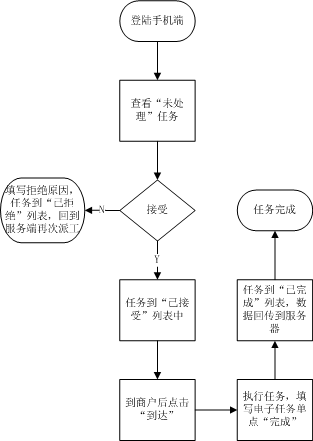 登陆手机端
查看“未处
理”任务
接受
N
填写拒绝原因，
任务到“已拒
绝”列表，回到
服务端再次派工
Y
任务到“已接
受”列表中
到商户后点击
“到达”
执行任务，填
写电子任务单
点“完成”
任务到“已完
成”列表，数
据回传到服务
器
任务完成